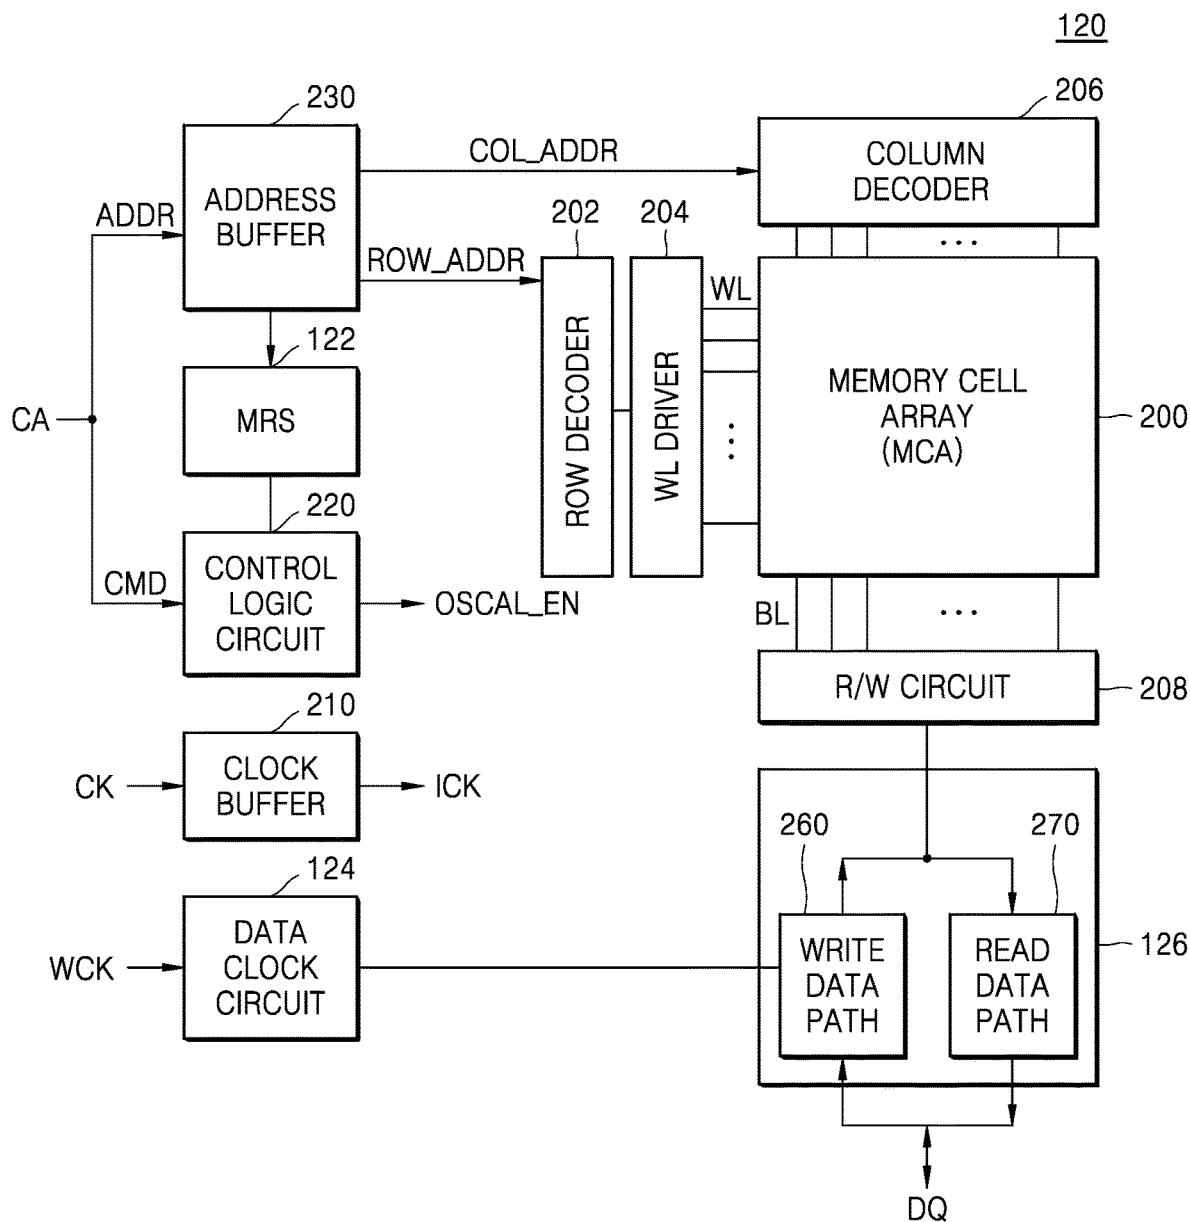 120
230
206
COL_ADDR
COLUMN
DECODER
ADDRESS
BUFFER
ADDR
202
204
ROW_ADDR
WL
ROW DECODER
WL DRIVER
MEMORY CELL
ARRAY
(MCA)
200
122
MRS
CA
220
CONTROL
LOGIC
CIRCUIT
CMD
OSCAL_EN
BL
R/W CIRCUIT
208
210
CK
CLOCK
BUFFER
ICK
260
270
124
DATA
CLOCK
CIRCUIT
WCK
WRITE
DATA
PATH
READ
DATA
PATH
126
DQ